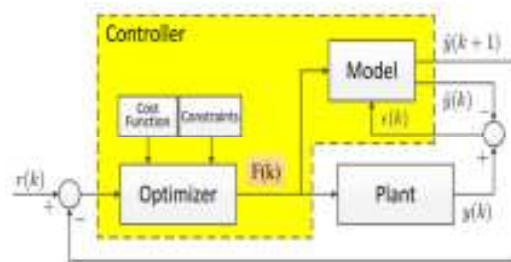 Controller
ŷ(k+1)
Model
ŷ(k)
−
ϵ(k)
+
Cost Function
Constraints
r(k)
+
−
Optimizer
F(k)
Plant
y(k)